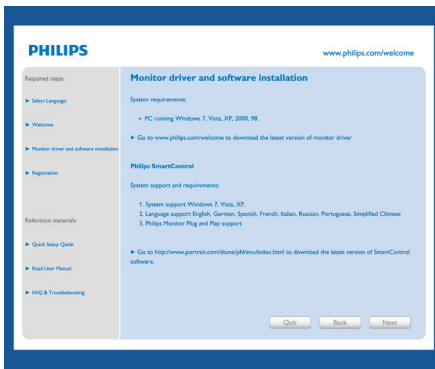 PHILIPS
www.philips.com/welcome
Required steps
► Select Language:
► Welcome
► Monitor driver and software installation
► Registration
Reference materials
► Quick Setup Quide
► Read User Manual
► FAQ & Troubleshooting
Monitor driver and software installation
System requirements:
• PC running Windows 7, Vista, XP, 2000, 98.
► Go to www.philips.com/welcome to download the latest version of monitor driver
Philips SmartControl
System support and requirements:
1. System support Windows 7, Vista, XP.
2. Language support English, German, Spanish, French, Italian, Russian, Portuguese, Simplified Chinese
3. Philips Monitor Plug and Play support
► Go to http://www.portrait.com/dtune/phl/enu/index.html to download the latest version of SmartControl
software.
Quit
Back
Next